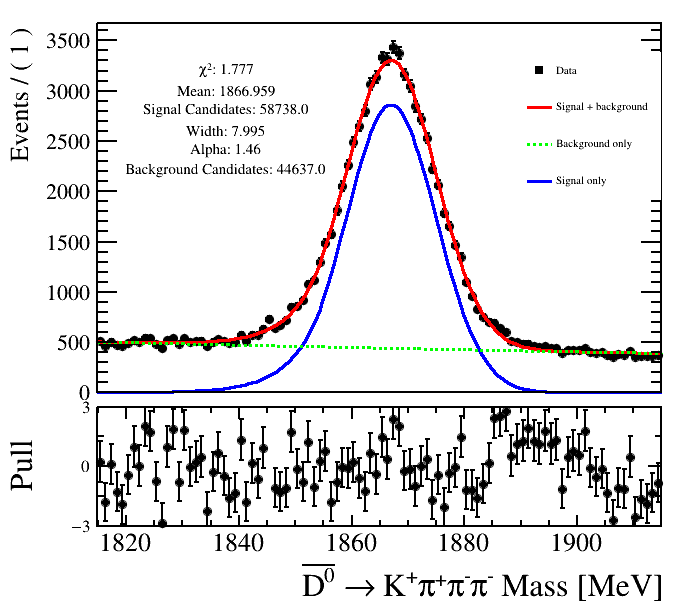 Events / ( 1 )
3500
3000
2500
2000
1500
1000
500
0
χ²: 1.777
Mean: 1866.959
Signal Candidates: 58738.0
Width: 7.995
Alpha: 1.46
Background Candidates: 44637.0
Data
Signal + background
Background only
Signal only
Pull
3
0
−3
1820 1840 1860 1880 1900
D̅⁰ → K⁺π⁺π⁻π⁻ Mass [MeV]